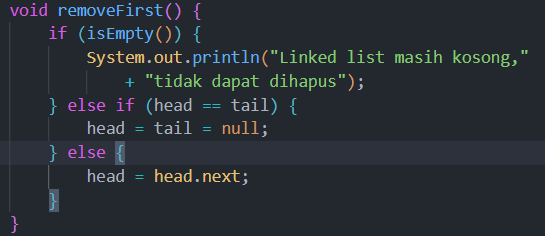 void removeFirst() {
    if (isEmpty()) {
        System.out.println("Linked list masih kosong,"
            + "tidak dapat dihapus");
    } else if (head == tail) {
        head = tail = null;
    } else {
        head = head.next;
    }
}